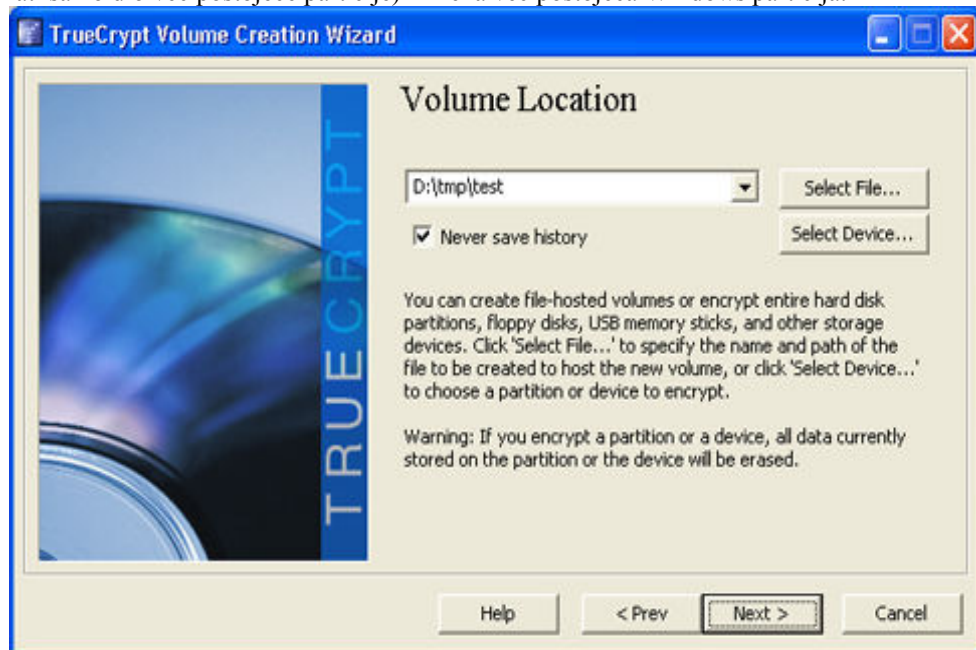 TrueCrypt Volume Creation Wizard
TRUECRYPT
Volume Location
D:\tmp\test
Select File...
Never save history
Select Device...
You can create file-hosted volumes or encrypt entire hard disk
partitions, floppy disks, USB memory sticks, and other storage
devices. Click 'Select File...' to specify the name and path of the
file to be created to host the new volume, or click 'Select Device...'
to choose a partition or device to encrypt.
Warning: If you encrypt a partition or a device, all data currently
stored on the partition or the device will be erased.
Help
< Prev
Next >
Cancel